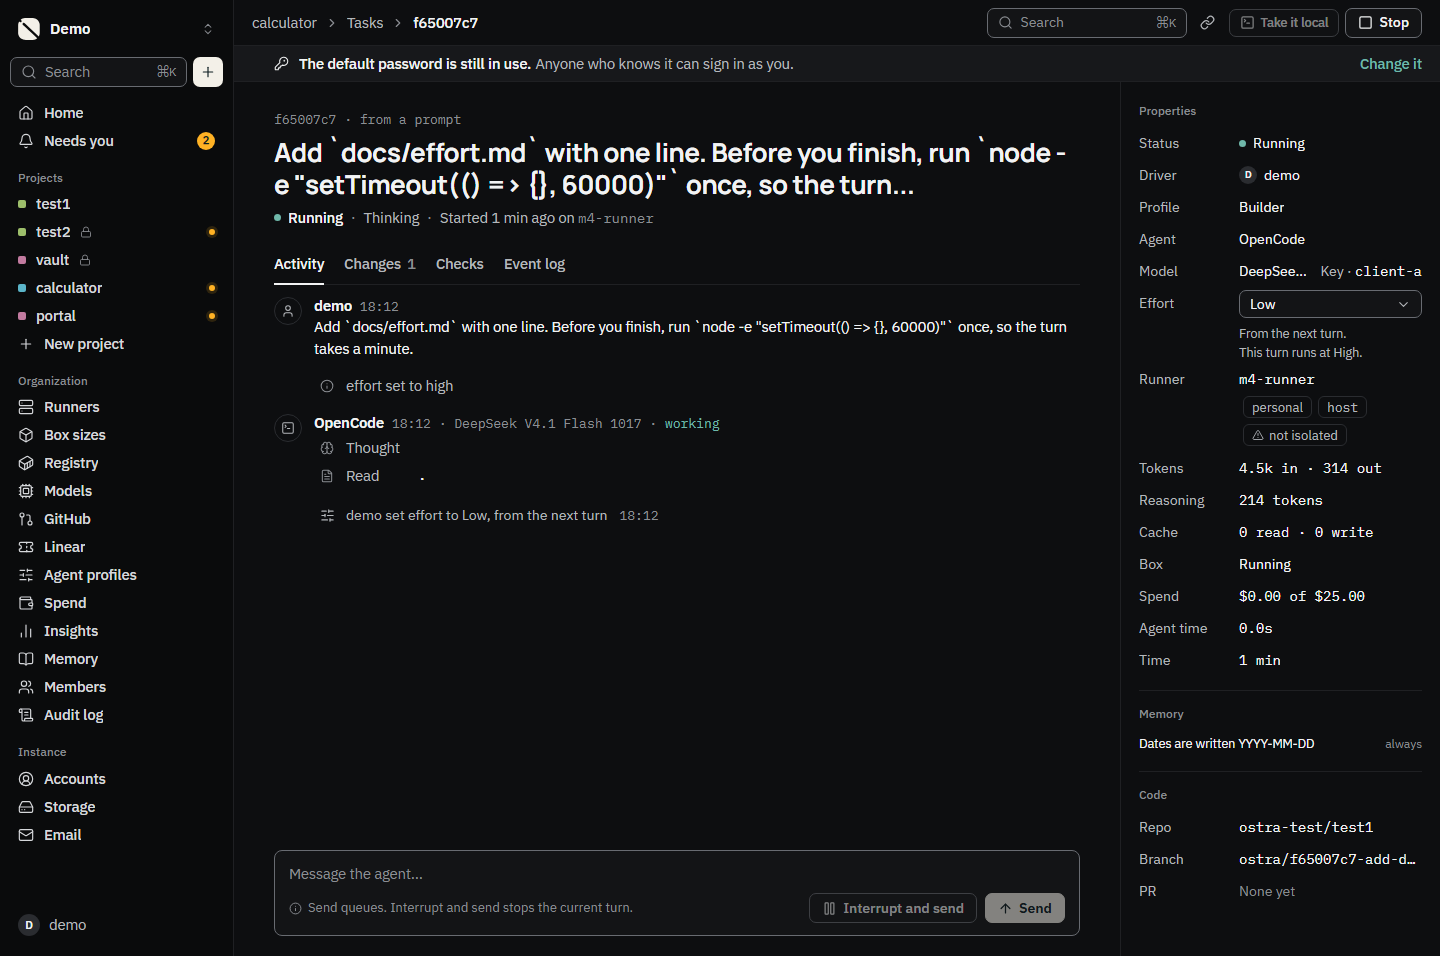 Demo
Search ⌘K
Home
Needs you 2
Projects
test1
test2
vault
calculator
portal
New project
Organization
Runners
Box sizes
Registry
Models
GitHub
Linear
Agent profiles
Spend
Insights
Memory
Members
Audit log
Instance
Accounts
Storage
Email
D demo
calculator > Tasks > f65007c7
Search ⌘K
Take it local
Stop
The default password is still in use. Anyone who knows it can sign in as you.
Change it
f65007c7 · from a prompt
Add `docs/effort.md` with one line. Before you finish, run `node -
e "setTimeout(() => {}, 60000)"` once, so the turn...
Running · Thinking · Started 1 min ago on m4-runner
Activity Changes 1 Checks Event log
demo 18:12
Add `docs/effort.md` with one line. Before you finish, run `node -e "setTimeout(() => {}, 60000)"` once, so the turn
takes a minute.
effort set to high
OpenCode 18:12 · DeepSeek V4.1 Flash 1017 · working
Thought
Read .
demo set effort to Low, from the next turn 18:12
Message the agent...
Send queues. Interrupt and send stops the current turn.
Interrupt and send
Send
Properties
Status Running
Driver D demo
Profile Builder
Agent OpenCode
Model DeepSee... Key · client-a
Effort Low
From the next turn.
This turn runs at High.
Runner m4-runner
personal host
not isolated
Tokens 4.5k in · 314 out
Reasoning 214 tokens
Cache 0 read · 0 write
Box Running
Spend $0.00 of $25.00
Agent time 0.0s
Time 1 min
Memory
Dates are written YYYY-MM-DD always
Code
Repo ostra-test/test1
Branch ostra/f65007c7-add-d…
PR None yet